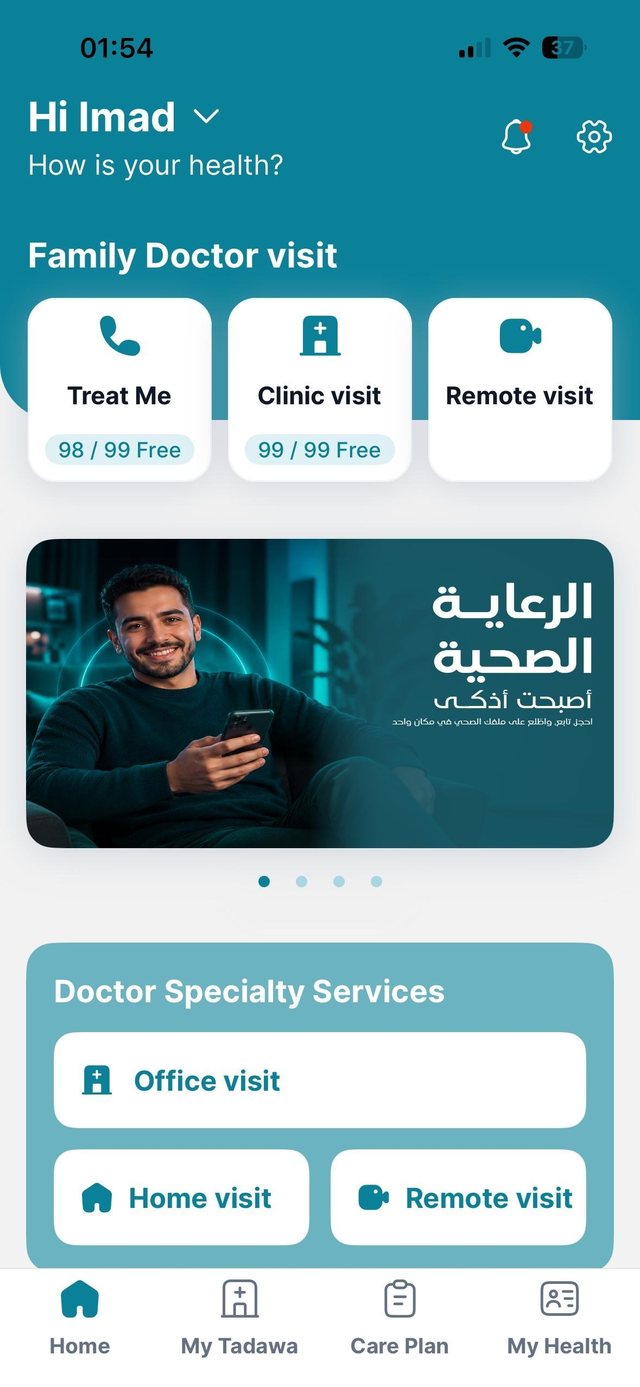 01:54
37
Hi Imad
How is your health?
Family Doctor visit
Treat Me
Clinic visit
Remote visit
98 / 99 Free
99 / 99 Free
الرعاية
الصحية
أصبحت أذكى
احجز، تابع، واطلع على ملفك الصحي في مكان واحد
Doctor Specialty Services
Office visit
Home visit
Remote visit
Home
My Tadawa
Care Plan
My Health